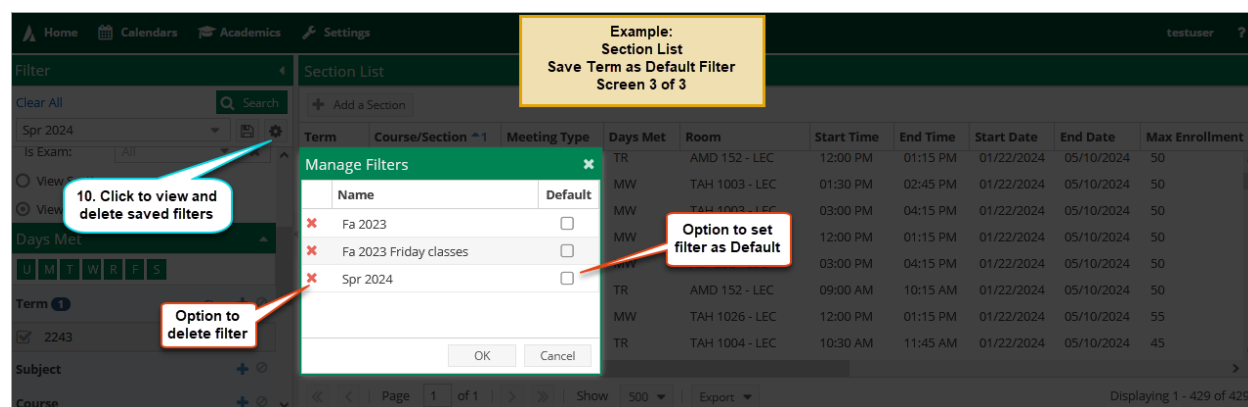 Home Calendars Academics Settings testuser ?
Example:
Section List
Save Term as Default Filter
Screen 3 of 3
Filter
Section List
Clear All Search
Add a Section
Spr 2024
Term Course/Section 1 Meeting Type Days Met Room Start Time End Time Start Date End Date Max Enrollment
Is Exam: All
TR AMD 152 - LEC 12:00 PM 01:15 PM 01/22/2024 05/10/2024 50
View
MW TAH 1003 - LEC 01:30 PM 02:45 PM 01/22/2024 05/10/2024 50
View
MW TAH 1003 - LEC 03:00 PM 04:15 PM 01/22/2024 05/10/2024 50
10. Click to view and
delete saved filters
Manage Filters
Name Default
Fa 2023
Fa 2023 Friday classes
Spr 2024
OK Cancel
Option to set
filter as Default
Option to
delete filter
Days Met
U M T W R F S
MW 12:00 PM 01:15 PM 01/22/2024 05/10/2024 50
MW 03:00 PM 04:15 PM 01/22/2024 05/10/2024 50
TR AMD 152 - LEC 09:00 AM 10:15 AM 01/22/2024 05/10/2024 50
Term 1
MW TAH 1026 - LEC 12:00 PM 01:15 PM 01/22/2024 05/10/2024 55
2243
TR TAH 1004 - LEC 10:30 AM 11:45 AM 01/22/2024 05/10/2024 45
Subject
Course
Page 1 of 1 Show 500 Export Displaying 1 - 429 of 429